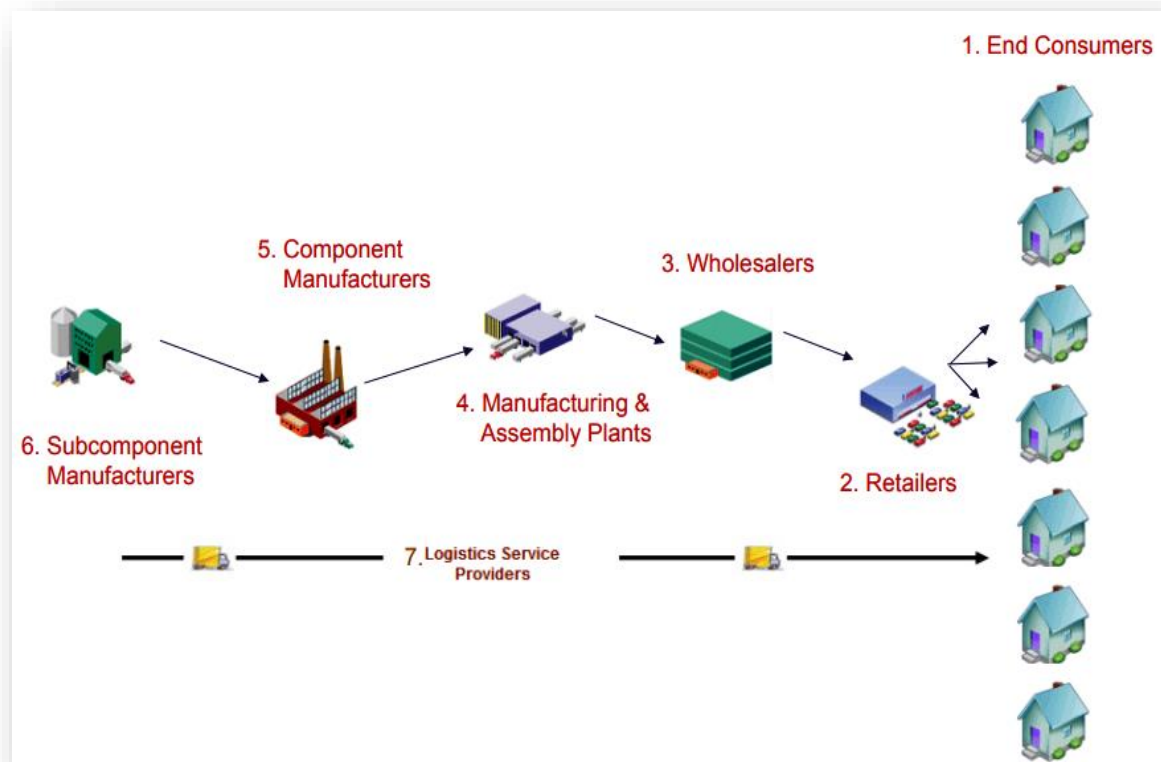 1. End Consumers
5. Component
Manufacturers
3. Wholesalers
4. Manufacturing &
Assembly Plants
6. Subcomponent
Manufacturers
2. Retailers
7. Logistics Service
Providers